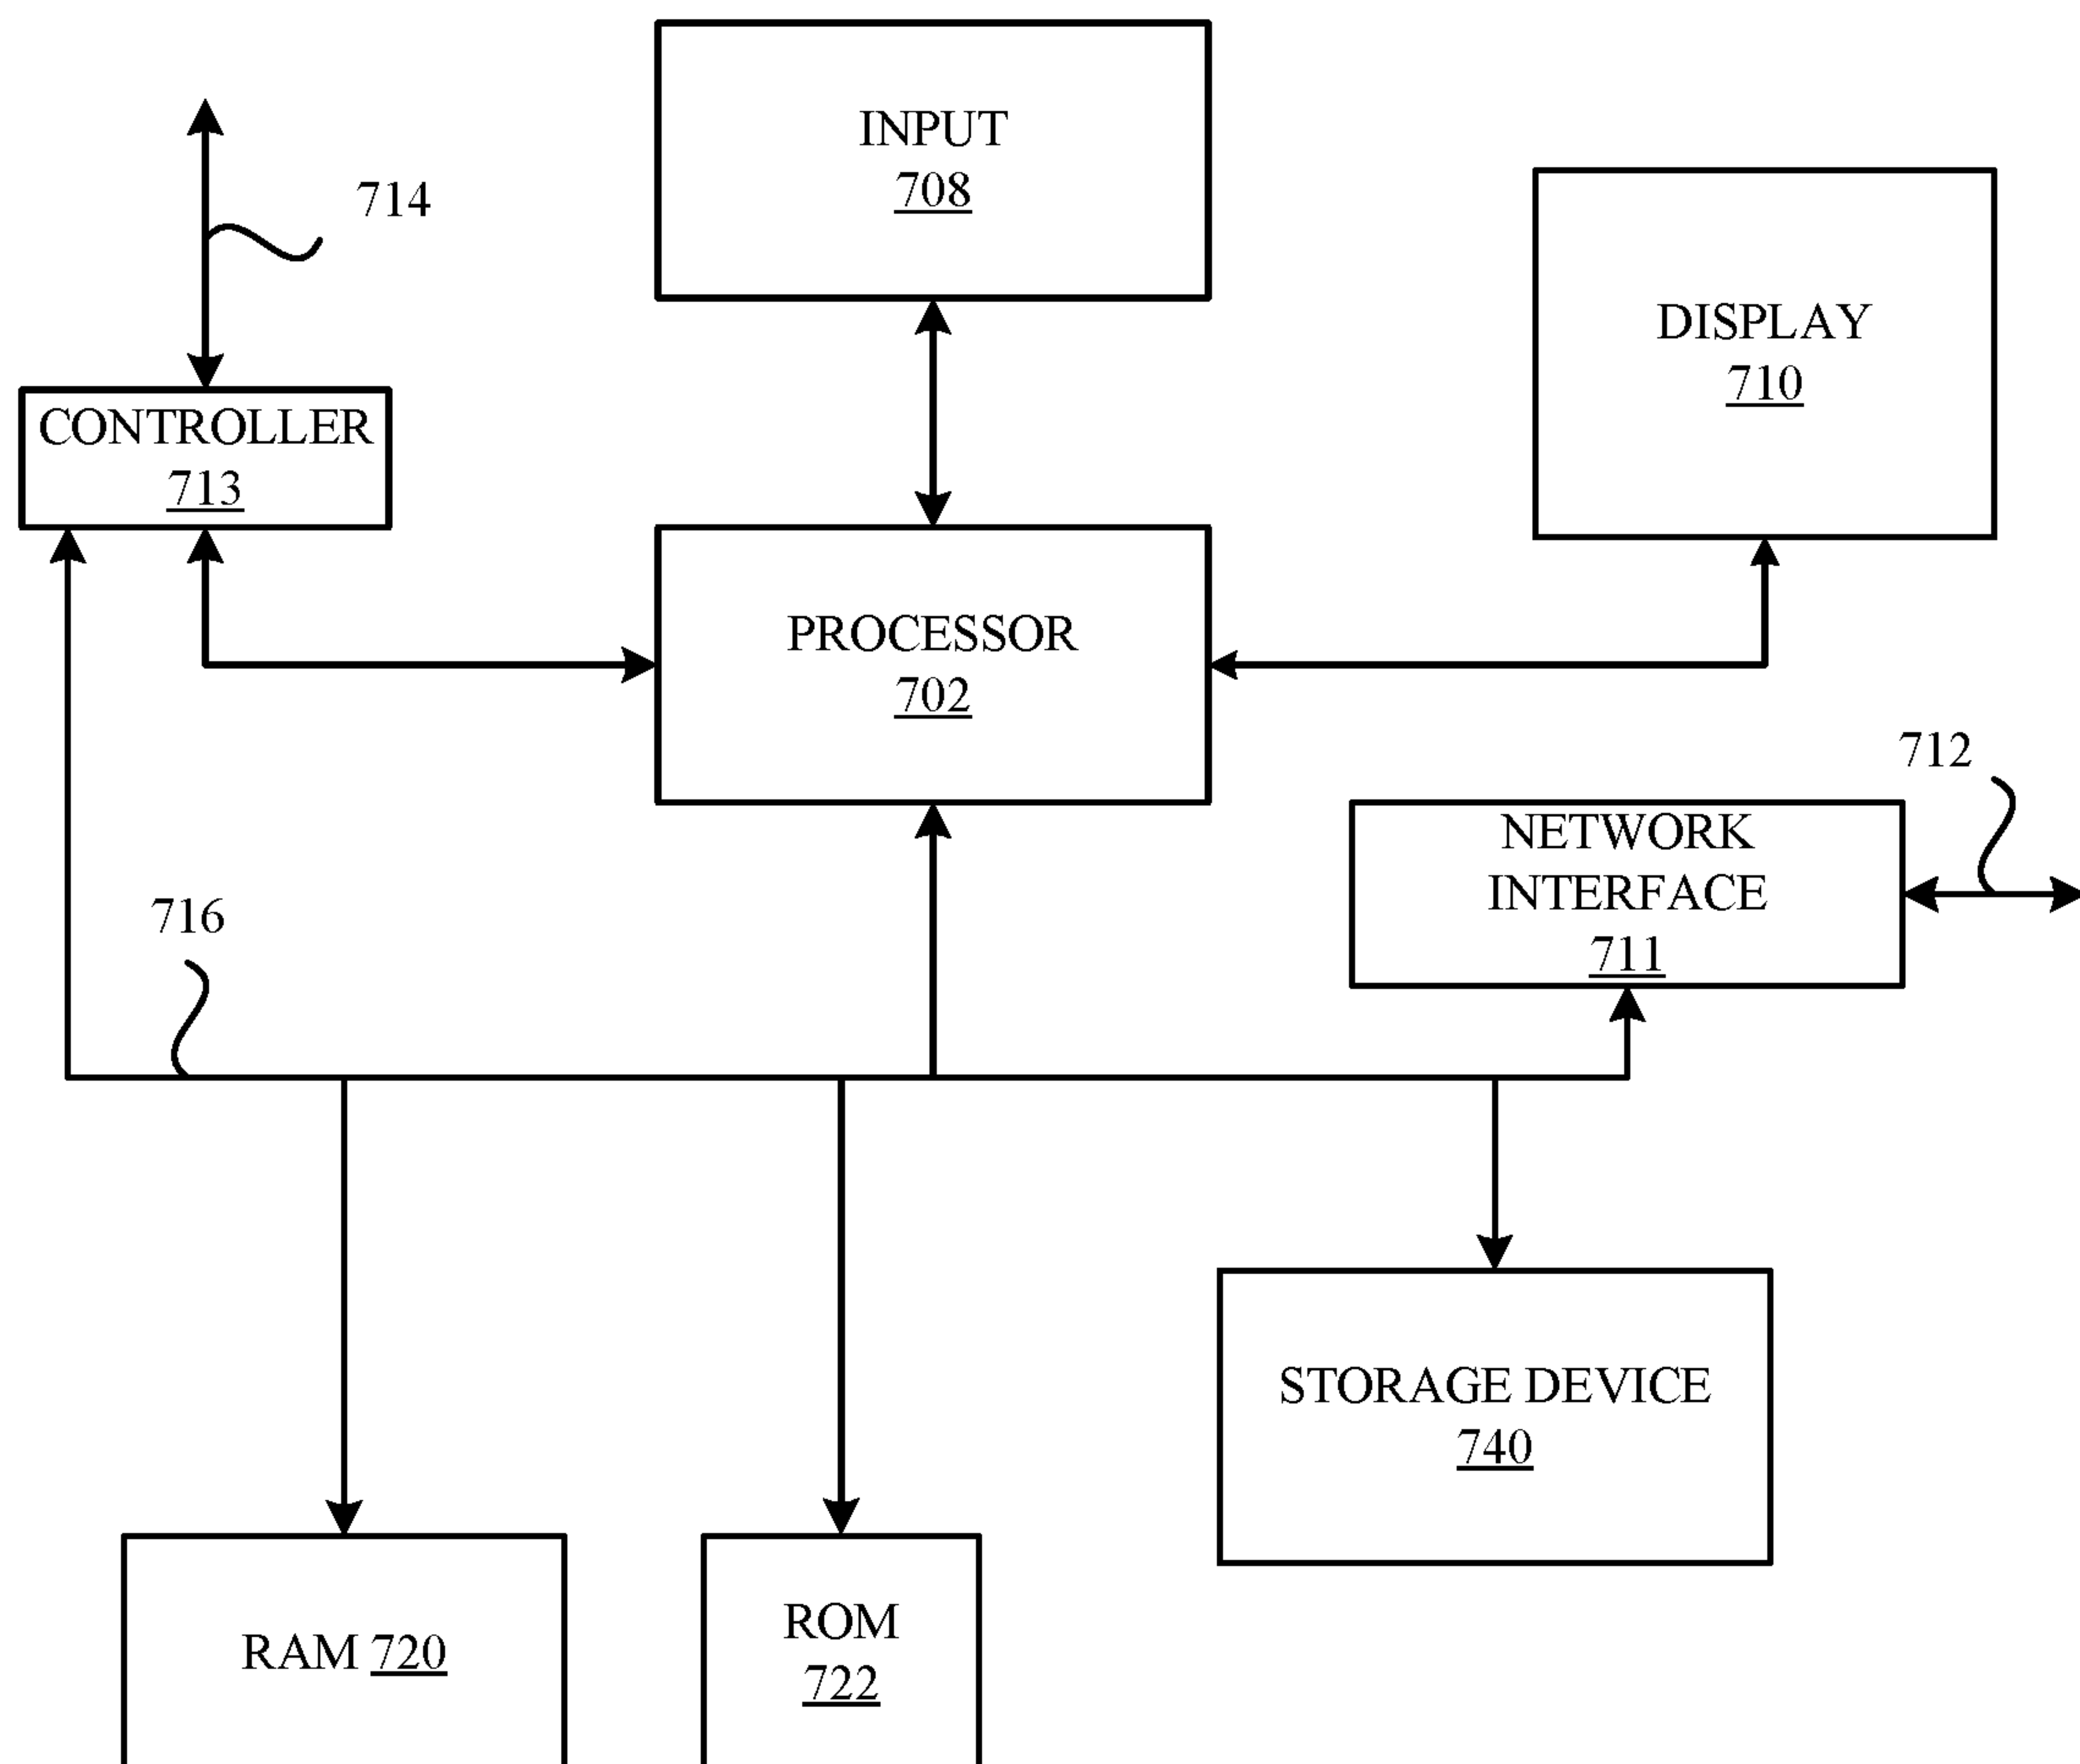 INPUT
708
714
DISPLAY
710
CONTROLLER
713
PROCESSOR
702
712
NETWORK
INTERFACE
711
716
STORAGE DEVICE
740
RAM 720
ROM
722